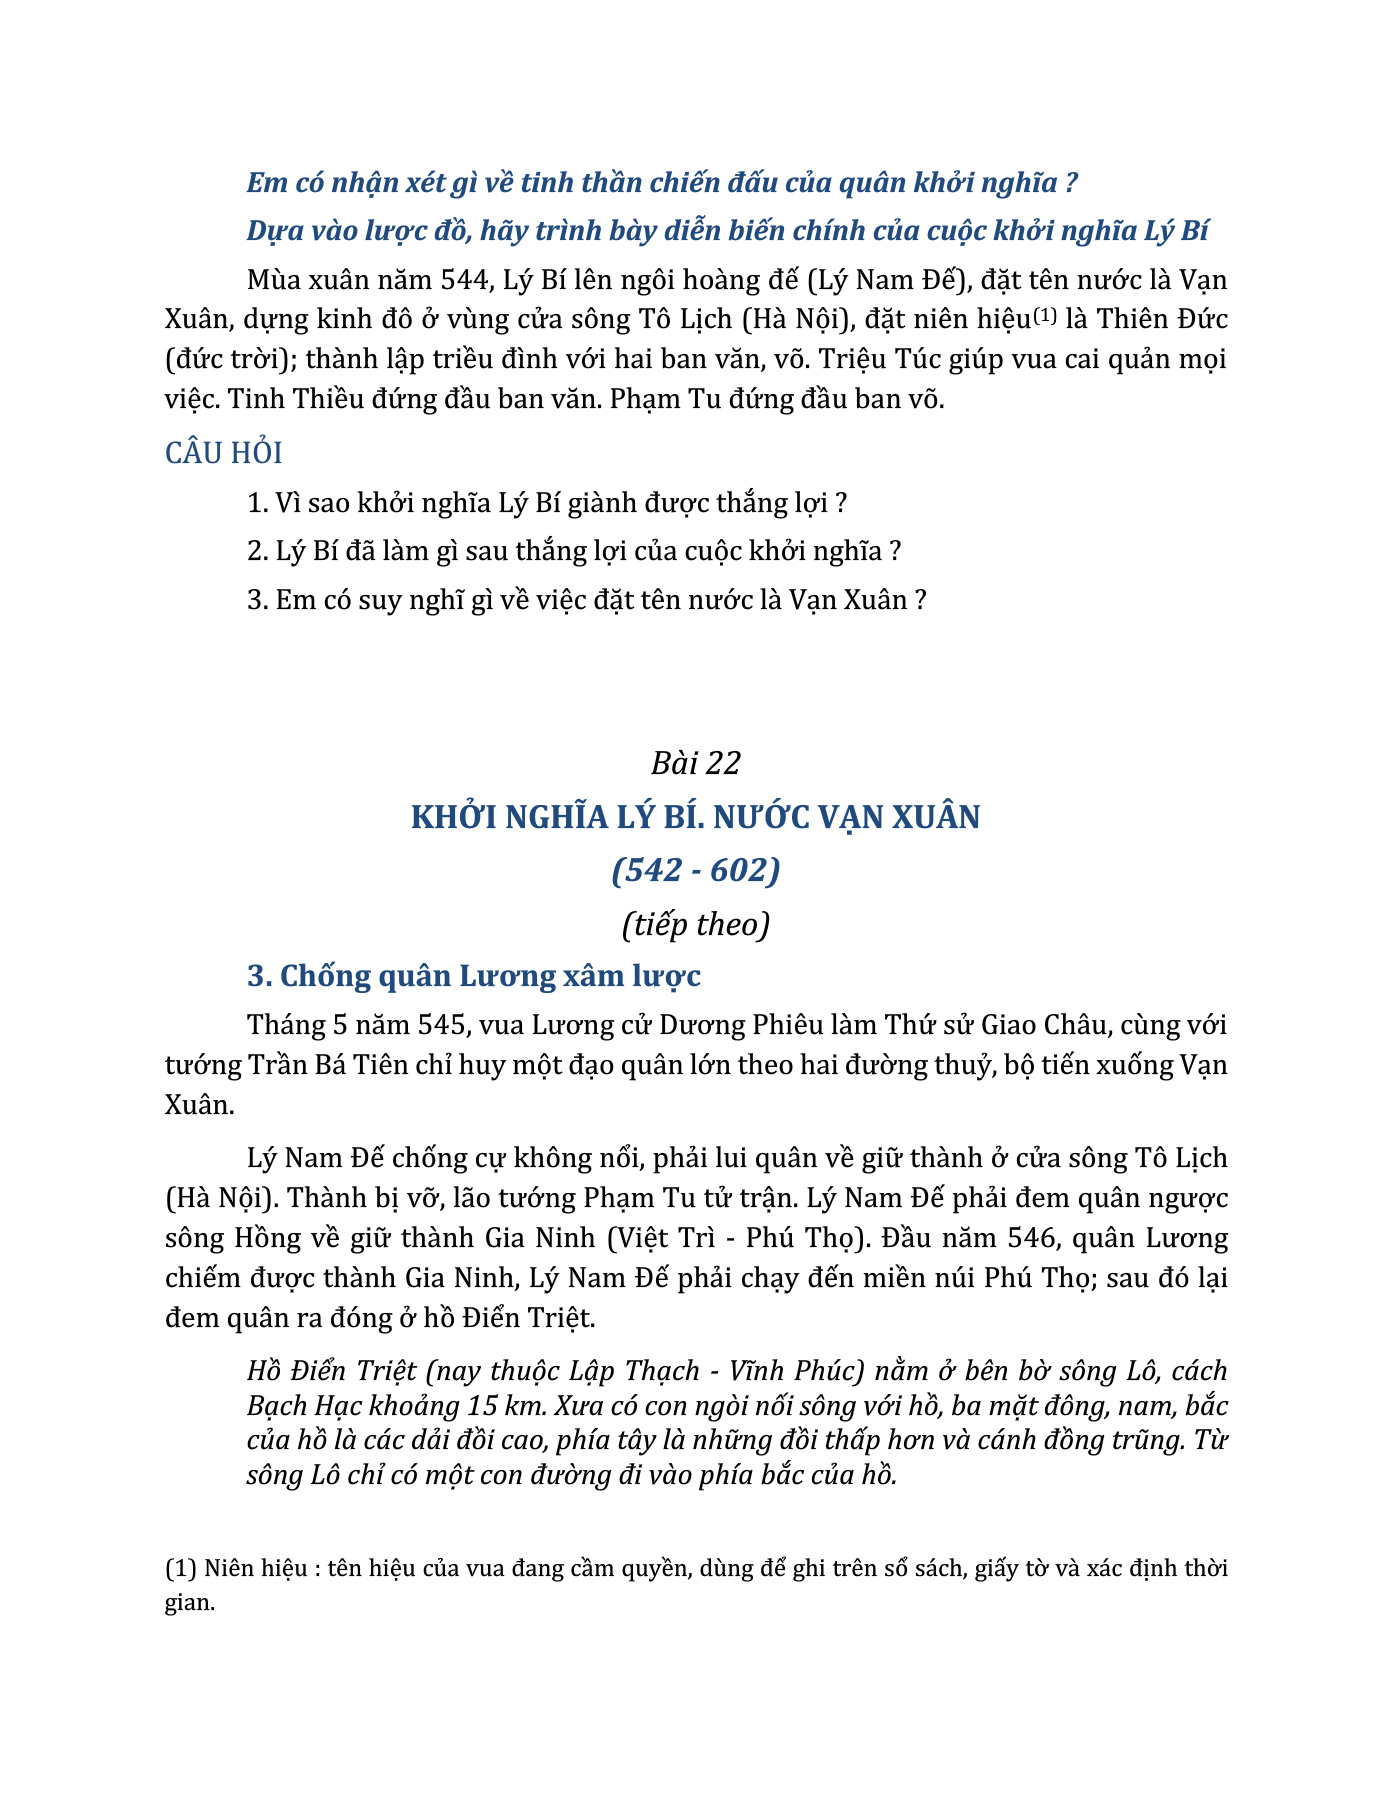 Em có nhận xét gì về tinh thần chiến đấu của quân khởi nghĩa ?
Dựa vào lược đồ, hãy trình bày diễn biến chính của cuộc khởi nghĩa Lý Bí
Mùa xuân năm 544, Lý Bí lên ngôi hoàng đế (Lý Nam Đế), đặt tên nước là Vạn
Xuân, dựng kinh đô ở vùng cửa sông Tô Lịch (Hà Nội), đặt niên hiệu(1) là Thiên Đức
(đức trời); thành lập triều đình với hai ban văn, võ. Triệu Túc giúp vua cai quản mọi
việc. Tinh Thiều đứng đầu ban văn. Phạm Tu đứng đầu ban võ.
CÂU HỎI
1. Vì sao khởi nghĩa Lý Bí giành được thắng lợi ?
2. Lý Bí đã làm gì sau thắng lợi của cuộc khởi nghĩa ?
3. Em có suy nghĩ gì về việc đặt tên nước là Vạn Xuân ?
Bài 22
KHỞI NGHĨA LÝ BÍ. NƯỚC VẠN XUÂN
(542 - 602)
(tiếp theo)
3. Chống quân Lương xâm lược
Tháng 5 năm 545, vua Lương cử Dương Phiêu làm Thứ sử Giao Châu, cùng với
tướng Trần Bá Tiên chỉ huy một đạo quân lớn theo hai đường thuỷ, bộ tiến xuống Vạn
Xuân.
Lý Nam Đế chống cự không nổi, phải lui quân về giữ thành ở cửa sông Tô Lịch
(Hà Nội). Thành bị vỡ, lão tướng Phạm Tu tử trận. Lý Nam Đế phải đem quân ngược
sông Hồng về giữ thành Gia Ninh (Việt Trì - Phú Thọ). Đầu năm 546, quân Lương
chiếm được thành Gia Ninh, Lý Nam Đế phải chạy đến miền núi Phú Thọ; sau đó lại
đem quân ra đóng ở hồ Điển Triệt.
Hồ Điển Triệt (nay thuộc Lập Thạch - Vĩnh Phúc) nằm ở bên bờ sông Lô, cách
Bạch Hạc khoảng 15 km. Xưa có con ngòi nối sông với hồ, ba mặt đông, nam, bắc
của hồ là các dải đồi cao, phía tây là những đồi thấp hơn và cánh đồng trũng. Từ
sông Lô chỉ có một con đường đi vào phía bắc của hồ.
(1) Niên hiệu : tên hiệu của vua đang cầm quyền, dùng để ghi trên sổ sách, giấy tờ và xác định thời
gian.